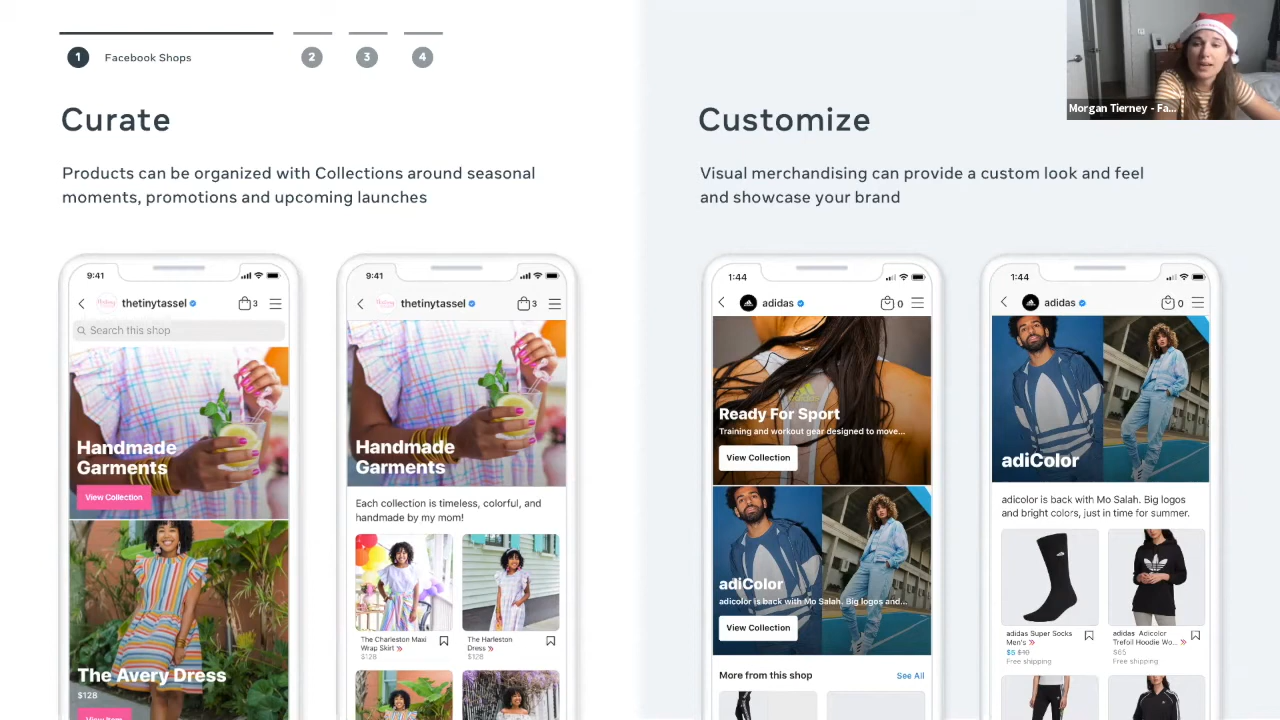 1 Facebook Shops 2 3 4
Morgan Tierney - Fa...
Curate
Products can be organized with Collections around seasonal
moments, promotions and upcoming launches
9:41
thetinytassel 3
Search this shop
Handmade
Garments
View Collection
The Avery Dress
$128
View Item
9:41
thetinytassel 3
Handmade
Garments
Each collection is timeless, colorful, and
handmade by my mom!
The Charleston Maxi
Wrap Skirt »
$128
The Harleston
Dress »
$128
Customize
Visual merchandising can provide a custom look and feel
and showcase your brand
1:44
adidas 0
Ready For Sport
Training and workout gear designed to move...
View Collection
adiColor
adicolor is back with Mo Salah. Big logos and...
View Collection
More from this shop See All
1:44
adidas 0
adiColor
adicolor is back with Mo Salah. Big logos
and bright colors, just in time for summer.
adidas Super Socks
Men's »
$5 $10
Free shipping
adidas Adicolor
Trefoil Hoodie Wo... »
$65
Free shipping